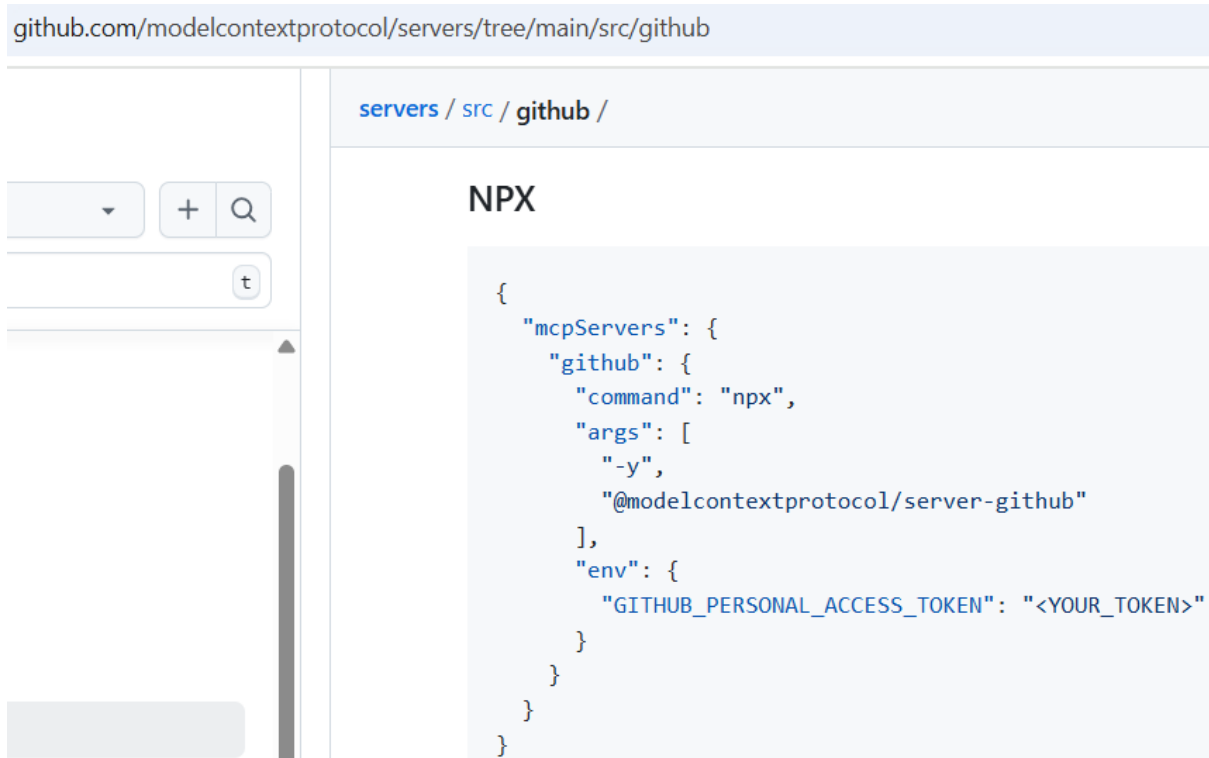 github.com/modelcontextprotocol/servers/tree/main/src/github
servers / src / github /
t
NPX
{
  "mcpServers": {
    "github": {
      "command": "npx",
      "args": [
        "-y",
        "@modelcontextprotocol/server-github"
      ],
      "env": {
        "GITHUB_PERSONAL_ACCESS_TOKEN": "<YOUR_TOKEN>"
      }
    }
  }
}